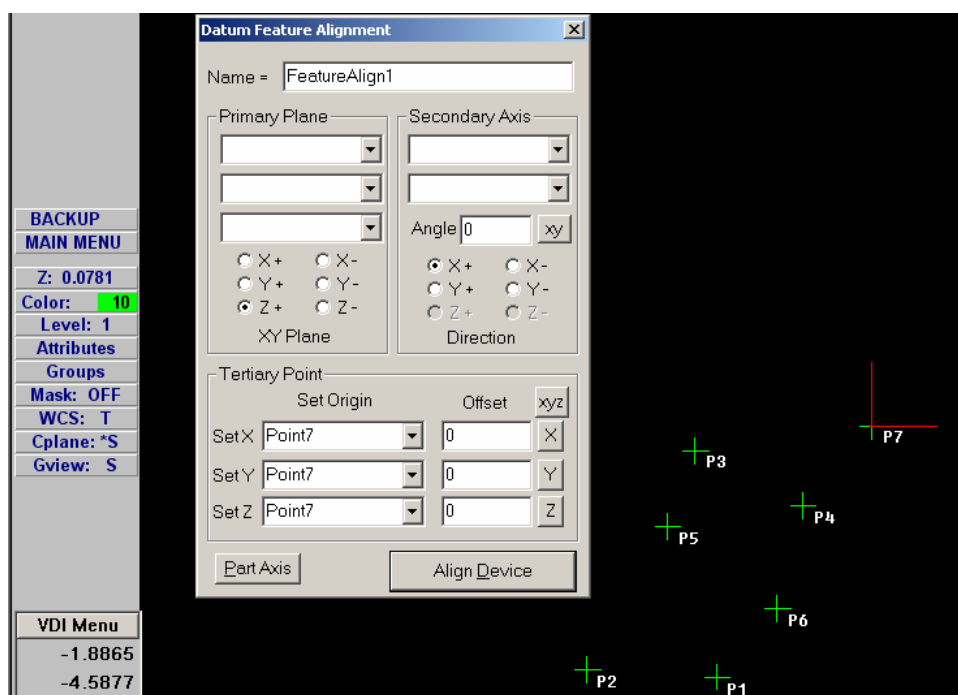 BACKUP
MAIN MENU
Z: 0.0781
Color: 10
Level: 1
Attributes
Groups
Mask: OFF
WCS: T
Cplane: *S
Gview: S
VDI Menu
-1.8865
-4.5877
Datum Feature Alignment
Name = FeatureAlign1
Primary Plane
X+ X-
Y+ Y-
Z+ Z-
XY Plane
Secondary Axis
Angle 0 xy
X+ X-
Y+ Y-
Z+ Z-
Direction
Tertiary Point
Set Origin Offset xyz
Set X Point7 0 X
Set Y Point7 0 Y
Set Z Point7 0 Z
Part Axis Align Device
P7
P3
P4
P5
P6
P2
P1